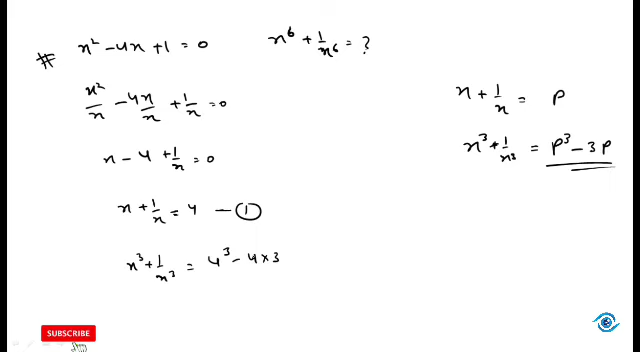 # x² - 4x + 1 = 0    x⁶ + 1/x⁶ = ?
x²/x - 4x/x + 1/x = 0
x - 4 + 1/x = 0
x + 1/x = 4 — ①
x³ + 1/x³ = 4³ - 4×3
x + 1/x = P
x³ + 1/x³ = P³ - 3P
SUBSCRIBE